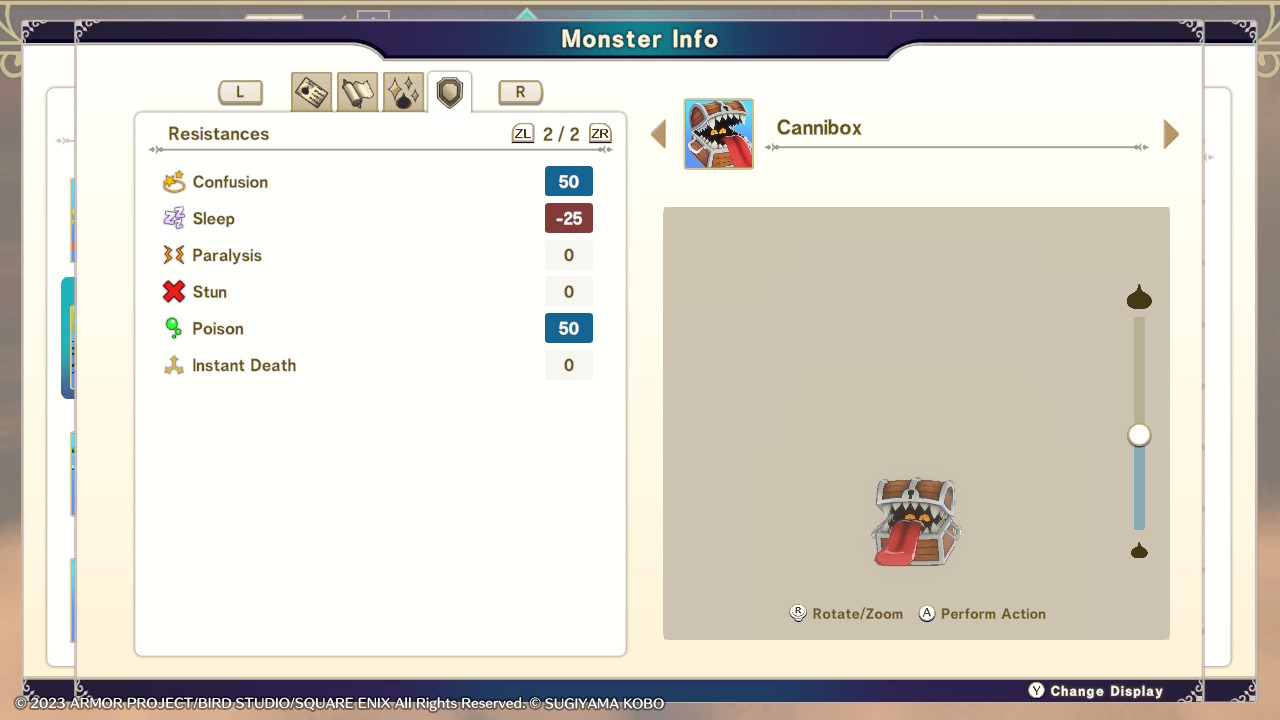 Monster Info
L
R
Resistances
ZL 2 / 2 ZR
Confusion 50
Sleep -25
Paralysis 0
Stun 0
Poison 50
Instant Death 0
Cannibox
R Rotate/Zoom A Perform Action
Y Change Display
© 2023 ARMOR PROJECT/BIRD STUDIO/SQUARE ENIX All Rights Reserved. © SUGIYAMA KOBO